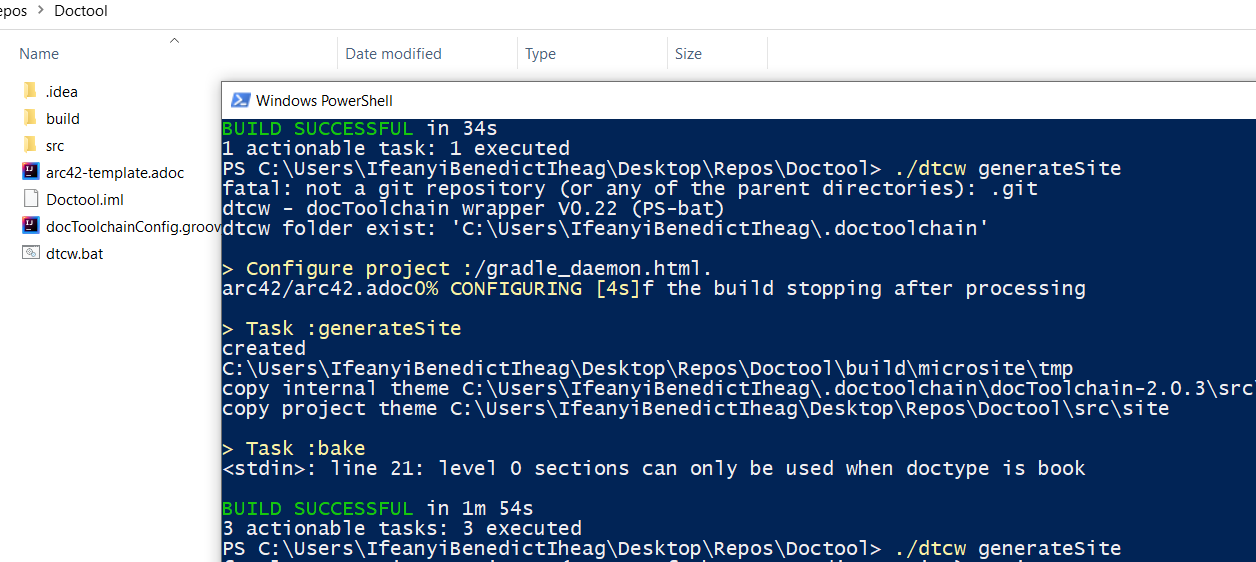 epos > Doctool
Name Date modified Type Size
.idea
build
src
arc42-template.adoc
Doctool.iml
docToolchainConfig.groov
dtcw.bat
Windows PowerShell
BUILD SUCCESSFUL in 34s
1 actionable task: 1 executed
PS C:\Users\IfeanyiBenedictIheag\Desktop\Repos\Doctool> ./dtcw generateSite
fatal: not a git repository (or any of the parent directories): .git
dtcw - docToolchain wrapper V0.22 (PS-bat)
dtcw folder exist: 'C:\Users\IfeanyiBenedictIheag\.doctoolchain'
> Configure project :/gradle_daemon.html.
arc42/arc42.adoc0% CONFIGURING [4s]f the build stopping after processing
> Task :generateSite
created
C:\Users\IfeanyiBenedictIheag\Desktop\Repos\Doctool\build\microsite\tmp
copy internal theme C:\Users\IfeanyiBenedictIheag\.doctoolchain\docToolchain-2.0.3\src\
copy project theme C:\Users\IfeanyiBenedictIheag\Desktop\Repos\Doctool\src\site
> Task :bake
<stdin>: line 21: level 0 sections can only be used when doctype is book
BUILD SUCCESSFUL in 1m 54s
3 actionable tasks: 3 executed
PS C:\Users\IfeanyiBenedictIheag\Desktop\Repos\Doctool> ./dtcw generateSite